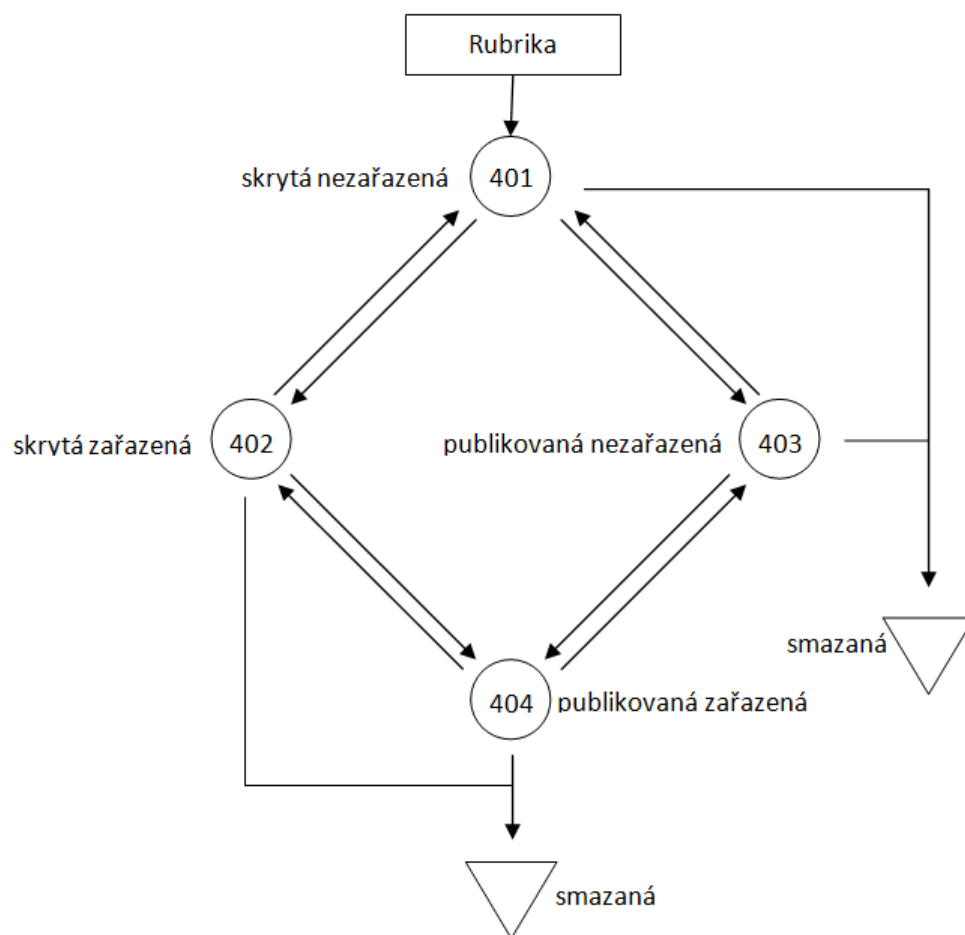 Rubrika
skrytá nezařazená
401
skrytá zařazená
402
publikovaná nezařazená
403
smazaná
404
publikovaná zařazená
smazaná